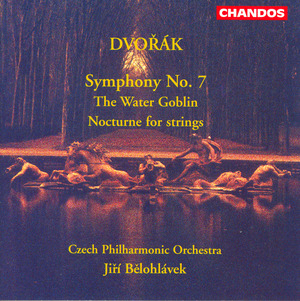 CHANDOS
DVOŘÁK
Symphony No. 7
The Water Goblin
Nocturne for strings
Czech Philharmonic Orchestra
Jiří Bělohlávek